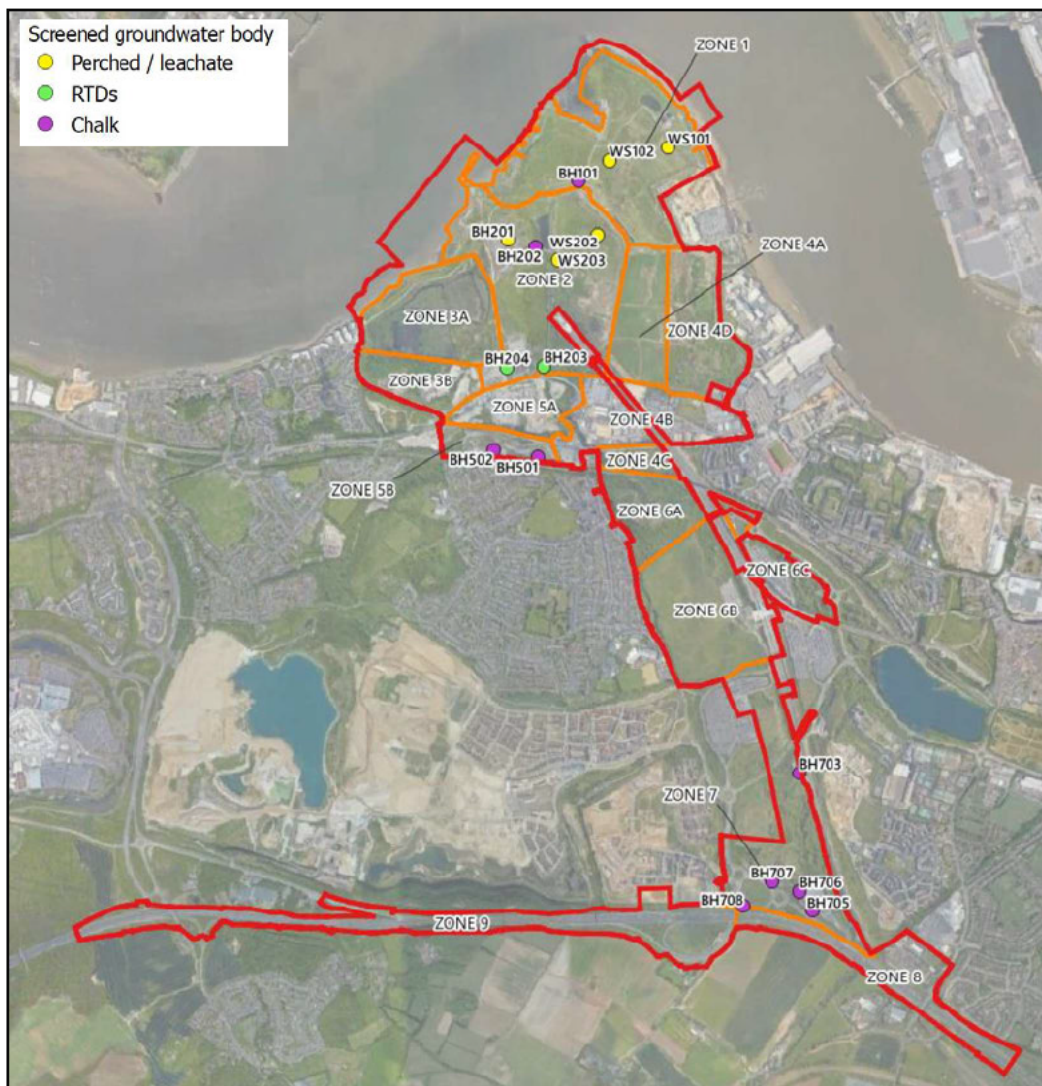 Screened groundwater body
Perched / leachate
RTDs
Chalk
ZONE 1
WS101
WS102
BH101
BH201
WS202
BH202
WS203
ZONE 2
ZONE 4A
ZONE 3A
ZONE 4D
BH204
BH203
ZONE 3B
ZONE 5A
ZONE 4B
BH502
BH501
ZONE 4C
ZONE 5B
ZONE 6A
ZONE 6C
ZONE 6B
BH703
ZONE 7
BH707
BH706
BH708
BH705
ZONE 9
ZONE 8